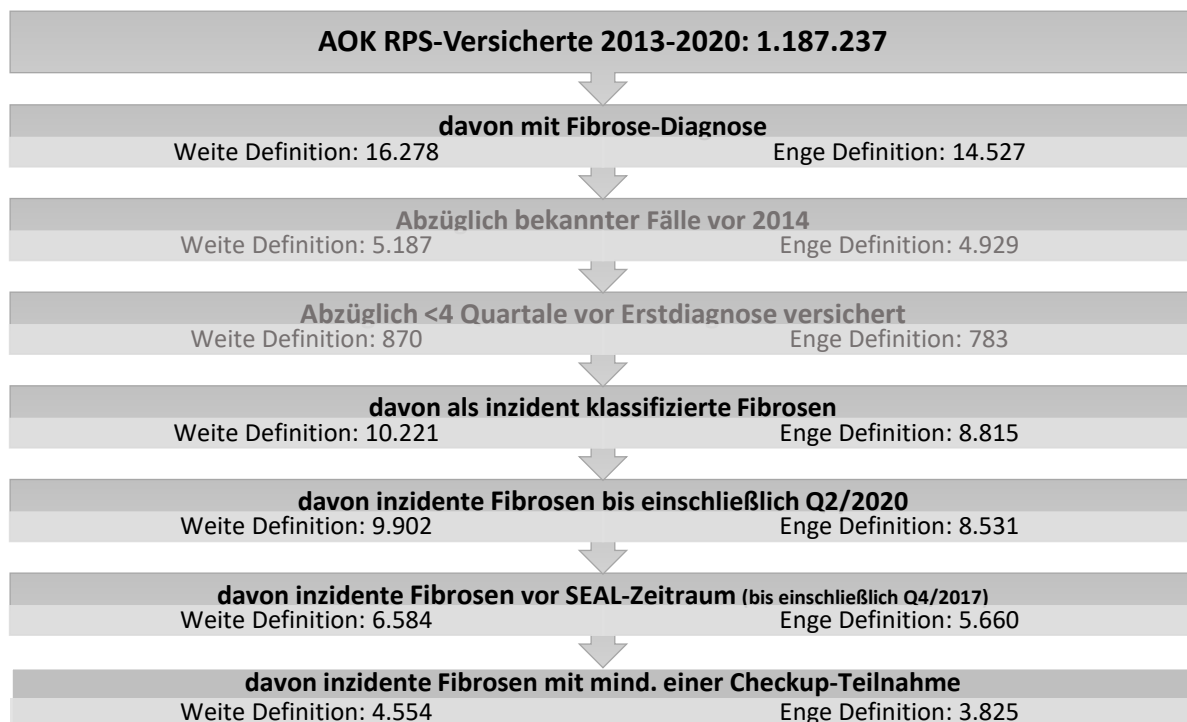 AOK RPS-Versicherte 2013-2020: 1.187.237
davon mit Fibrose-Diagnose
Weite Definition: 16.278 Enge Definition: 14.527
Abzüglich bekannter Fälle vor 2014
Weite Definition: 5.187 Enge Definition: 4.929
Abzüglich <4 Quartale vor Erstdiagnose versichert
Weite Definition: 870 Enge Definition: 783
davon als inzident klassifizierte Fibrosen
Weite Definition: 10.221 Enge Definition: 8.815
davon inzidente Fibrosen bis einschließlich Q2/2020
Weite Definition: 9.902 Enge Definition: 8.531
davon inzidente Fibrosen vor SEAL-Zeitraum (bis einschließlich Q4/2017)
Weite Definition: 6.584 Enge Definition: 5.660
davon inzidente Fibrosen mit mind. einer Checkup-Teilnahme
Weite Definition: 4.554 Enge Definition: 3.825